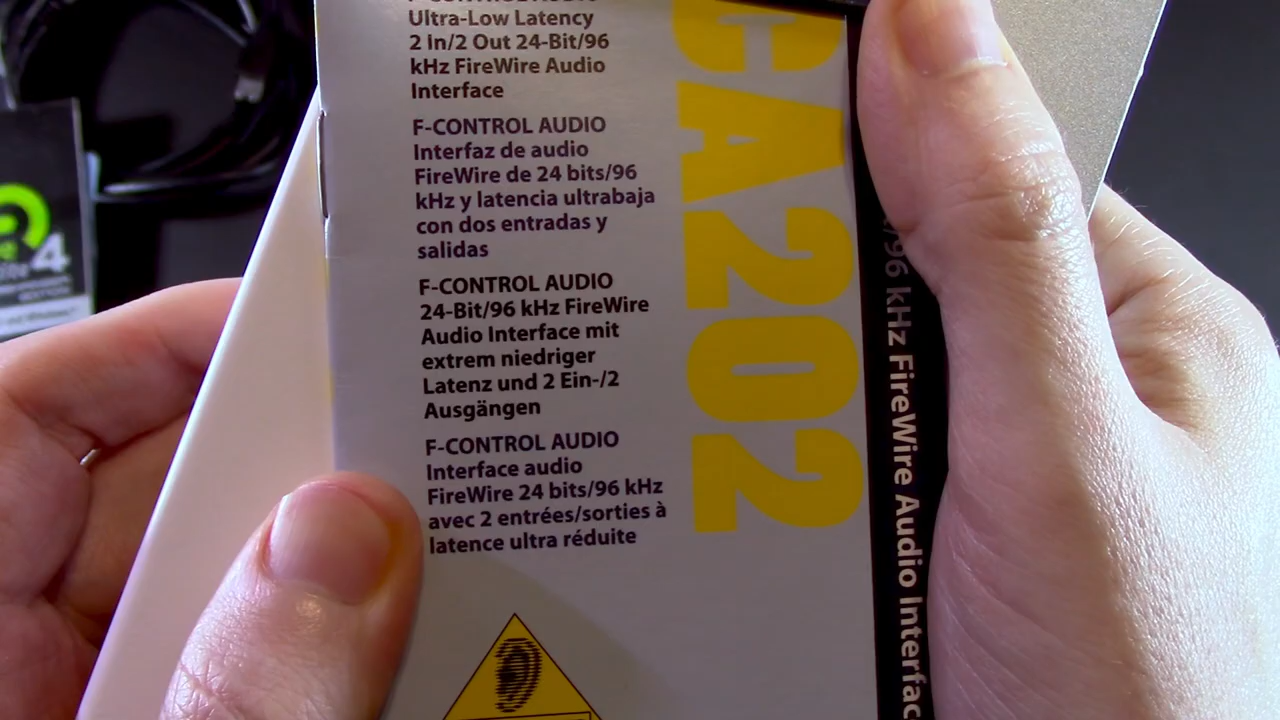 F-CONTROL AUDIO
Ultra-Low Latency
2 In/2 Out 24-Bit/96
kHz FireWire Audio
Interface
F-CONTROL AUDIO
Interfaz de audio
FireWire de 24 bits/96
kHz y latencia ultrabaja
con dos entradas y
salidas
F-CONTROL AUDIO
24-Bit/96 kHz FireWire
Audio Interface mit
extrem niedriger
Latenz und 2 Ein-/2
Ausgängen
F-CONTROL AUDIO
Interface audio
FireWire 24 bits/96 kHz
avec 2 entrées/sorties à
latence ultra réduite
CA202
/96 kHz FireWire Audio Interfac
4